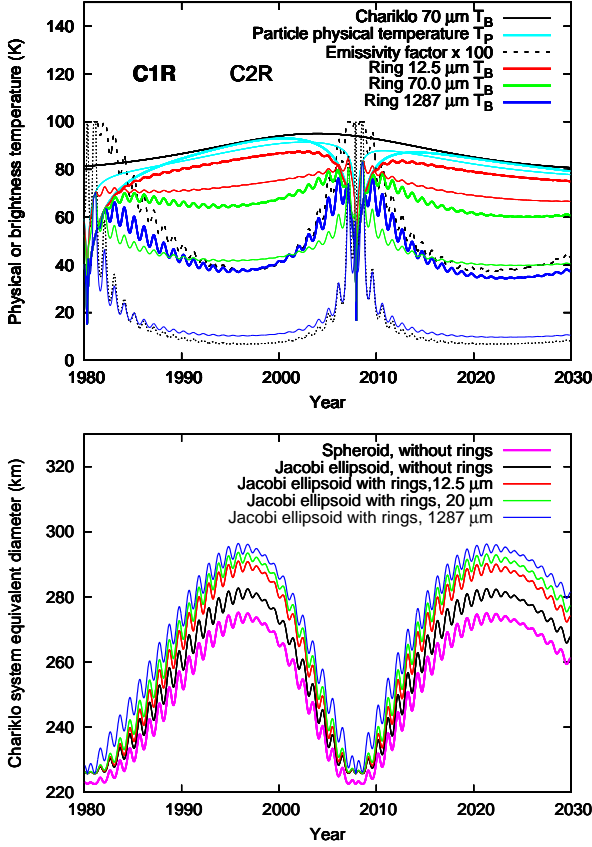 Chariklo 70 μm T_B
Particle physical temperature T_P
Emissivity factor x 100
Ring 12.5 μm T_B
Ring 70.0 μm T_B
Ring 1287 μm T_B
C1R C2R
Physical or brightness temperature (K)
140
120
100
80
60
40
20
0
1980 1990 2000 2010 2020 2030
Year
Spheroid, without rings
Jacobi ellipsoid, without rings
Jacobi ellipsoid with rings,12.5 μm
Jacobi ellipsoid with rings, 20 μm
Jacobi ellipsoid with rings, 1287 μm
Chariklo system equivalent diameter (km)
320
300
280
260
240
220
1980 1990 2000 2010 2020 2030
Year